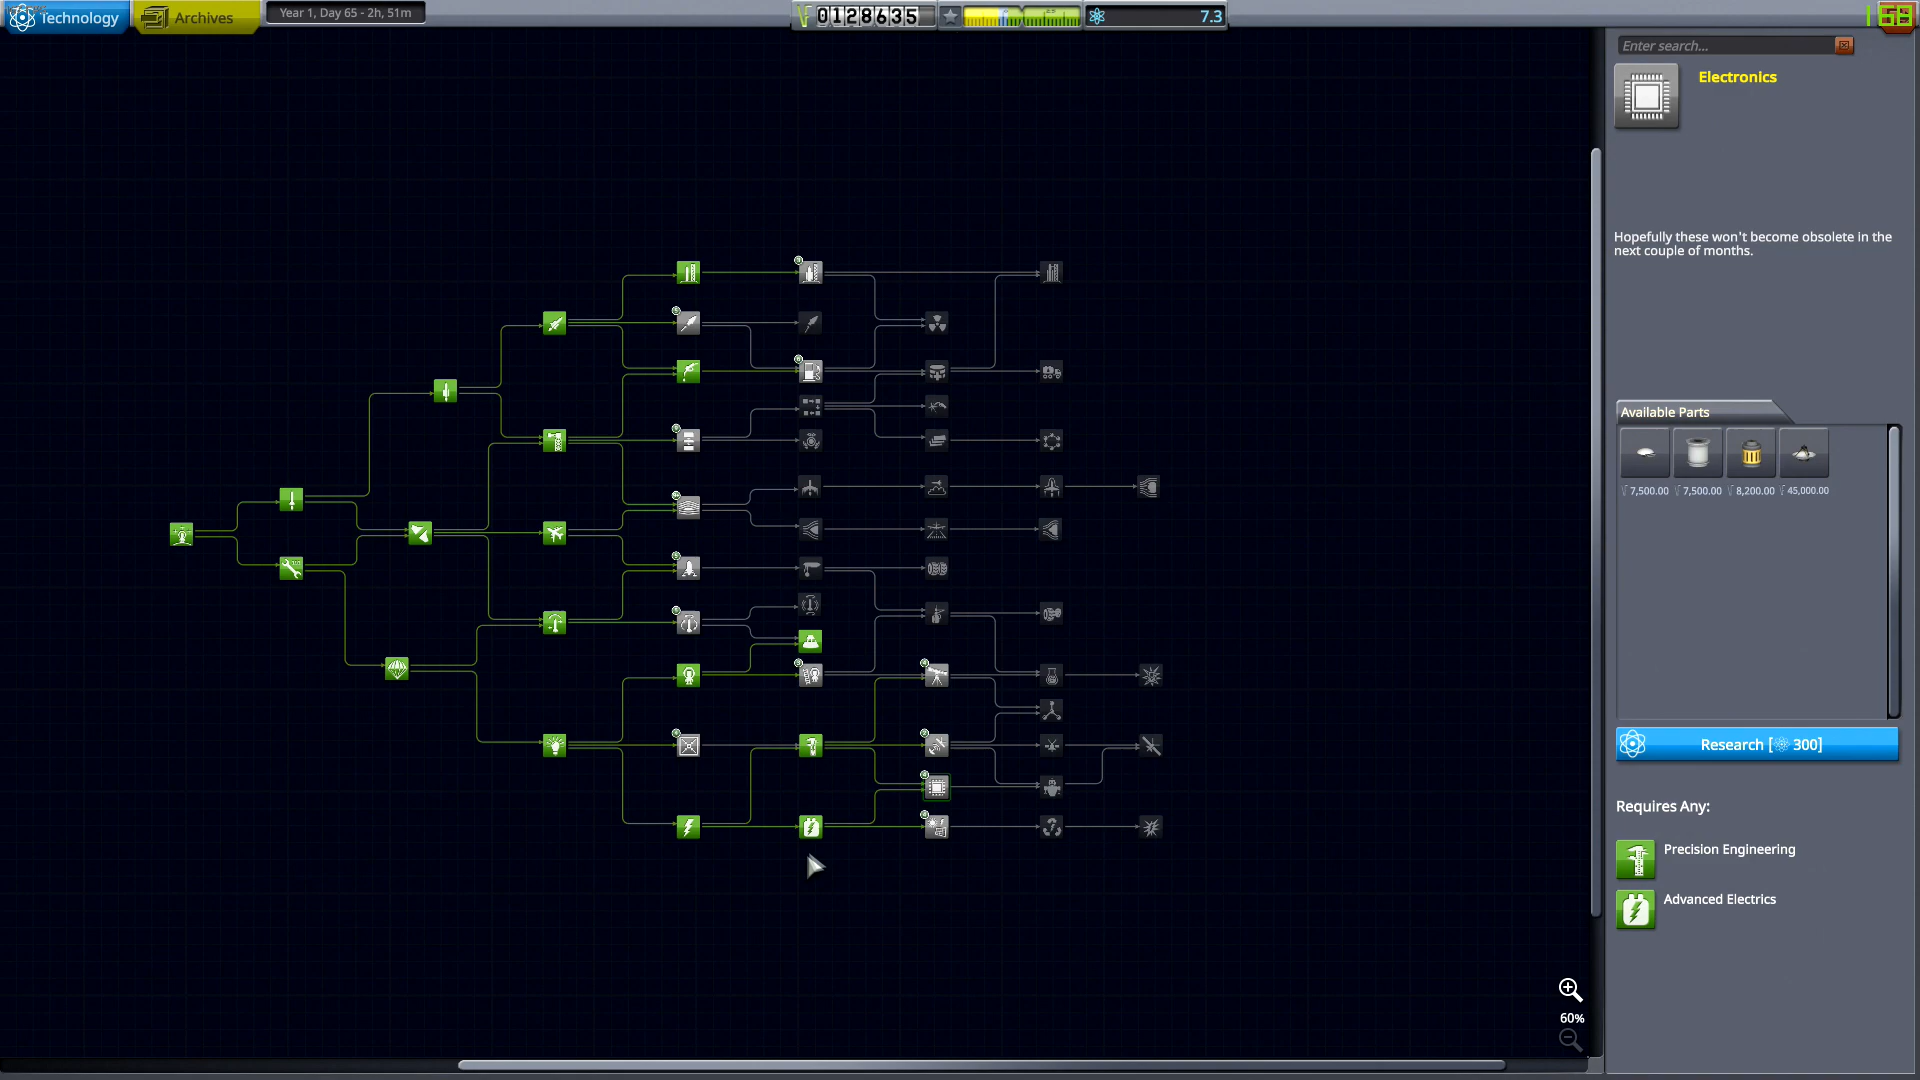 Technology
Archives
Year 1, Day 65 - 2h, 51m
0128635
7.3
158
Enter search...
Electronics
Hopefully these won't become obsolete in the
next couple of months.
Available Parts
7,500.00
7,500.00
8,200.00
45,000.00
Research [300]
Requires Any:
Precision Engineering
Advanced Electrics
60%